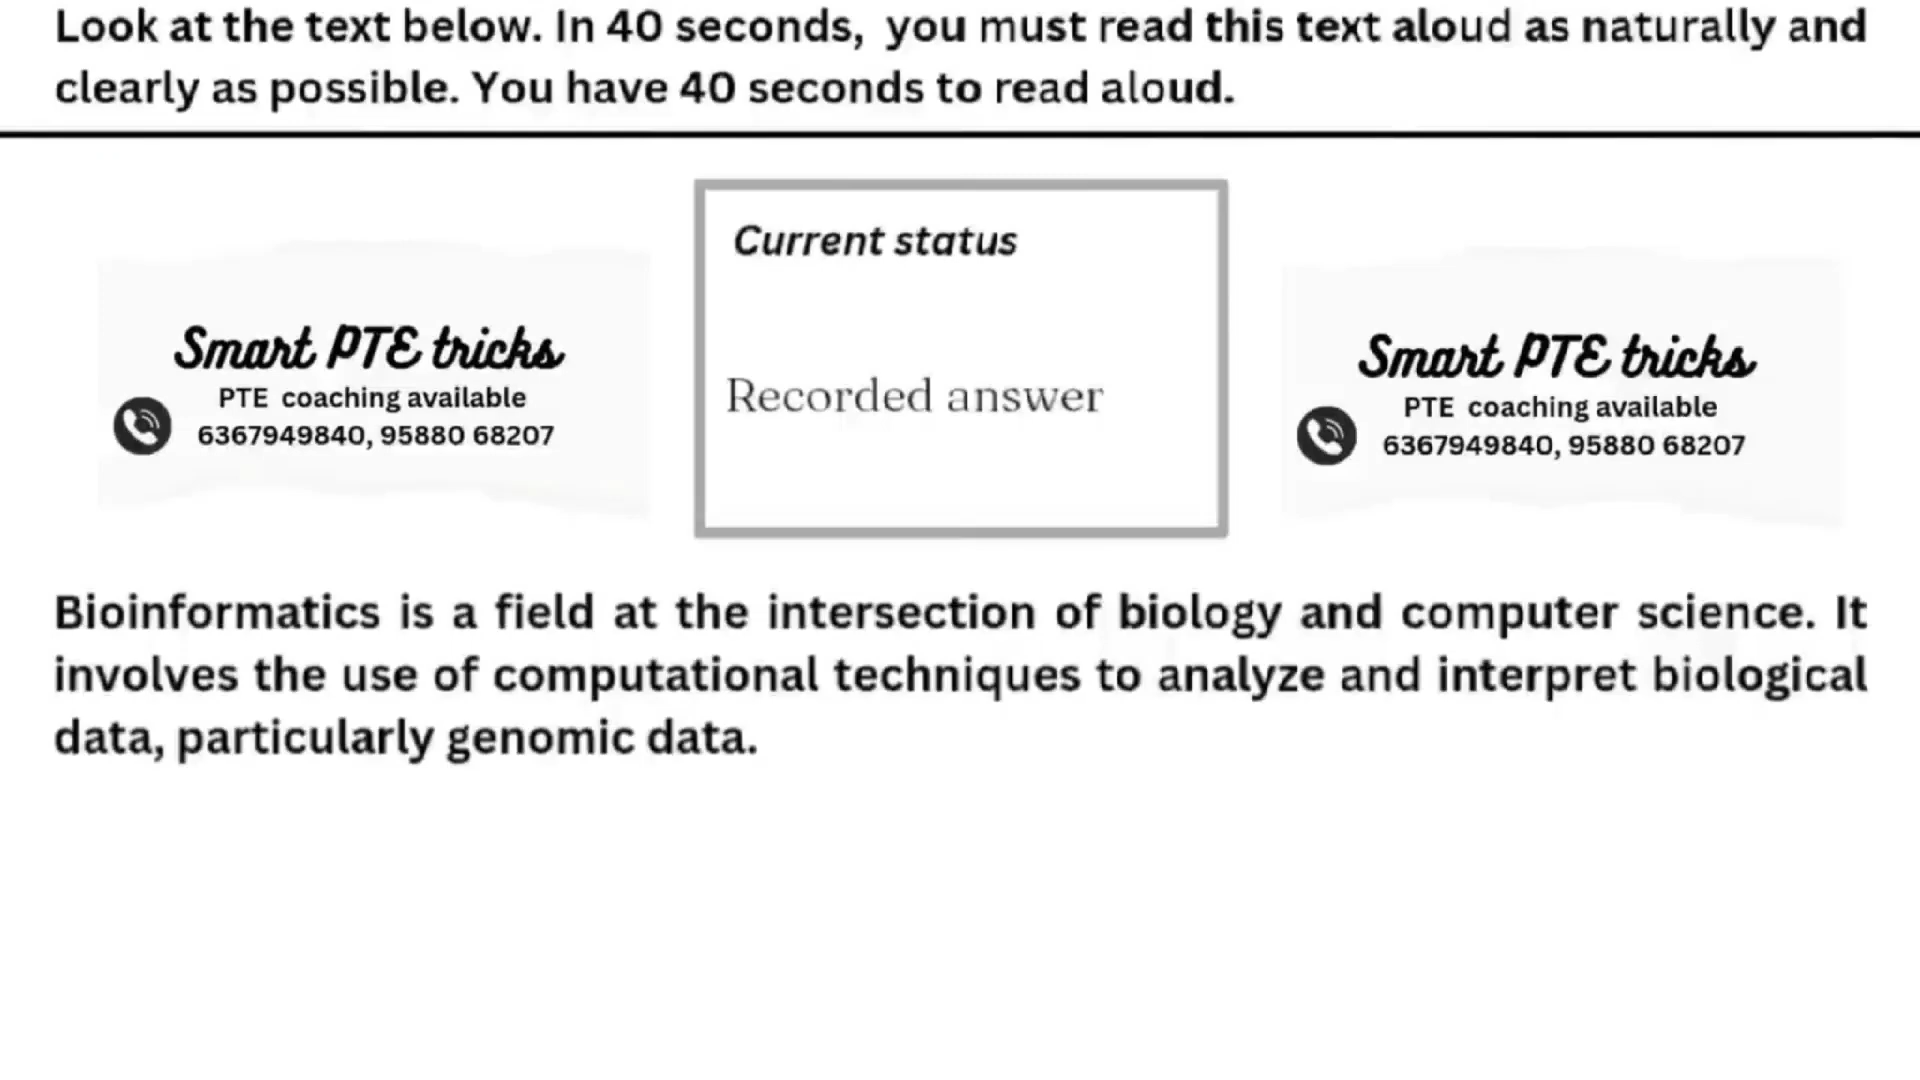 Look at the text below. In 40 seconds, you must read this text aloud as naturally and
clearly as possible. You have 40 seconds to read aloud.
Current status
Recorded answer
Smart PTE tricks
PTE coaching available
6367949840, 95880 68207
Smart PTE tricks
PTE coaching available
6367949840, 95880 68207
Bioinformatics is a field at the intersection of biology and computer science. It
involves the use of computational techniques to analyze and interpret biological
data, particularly genomic data.